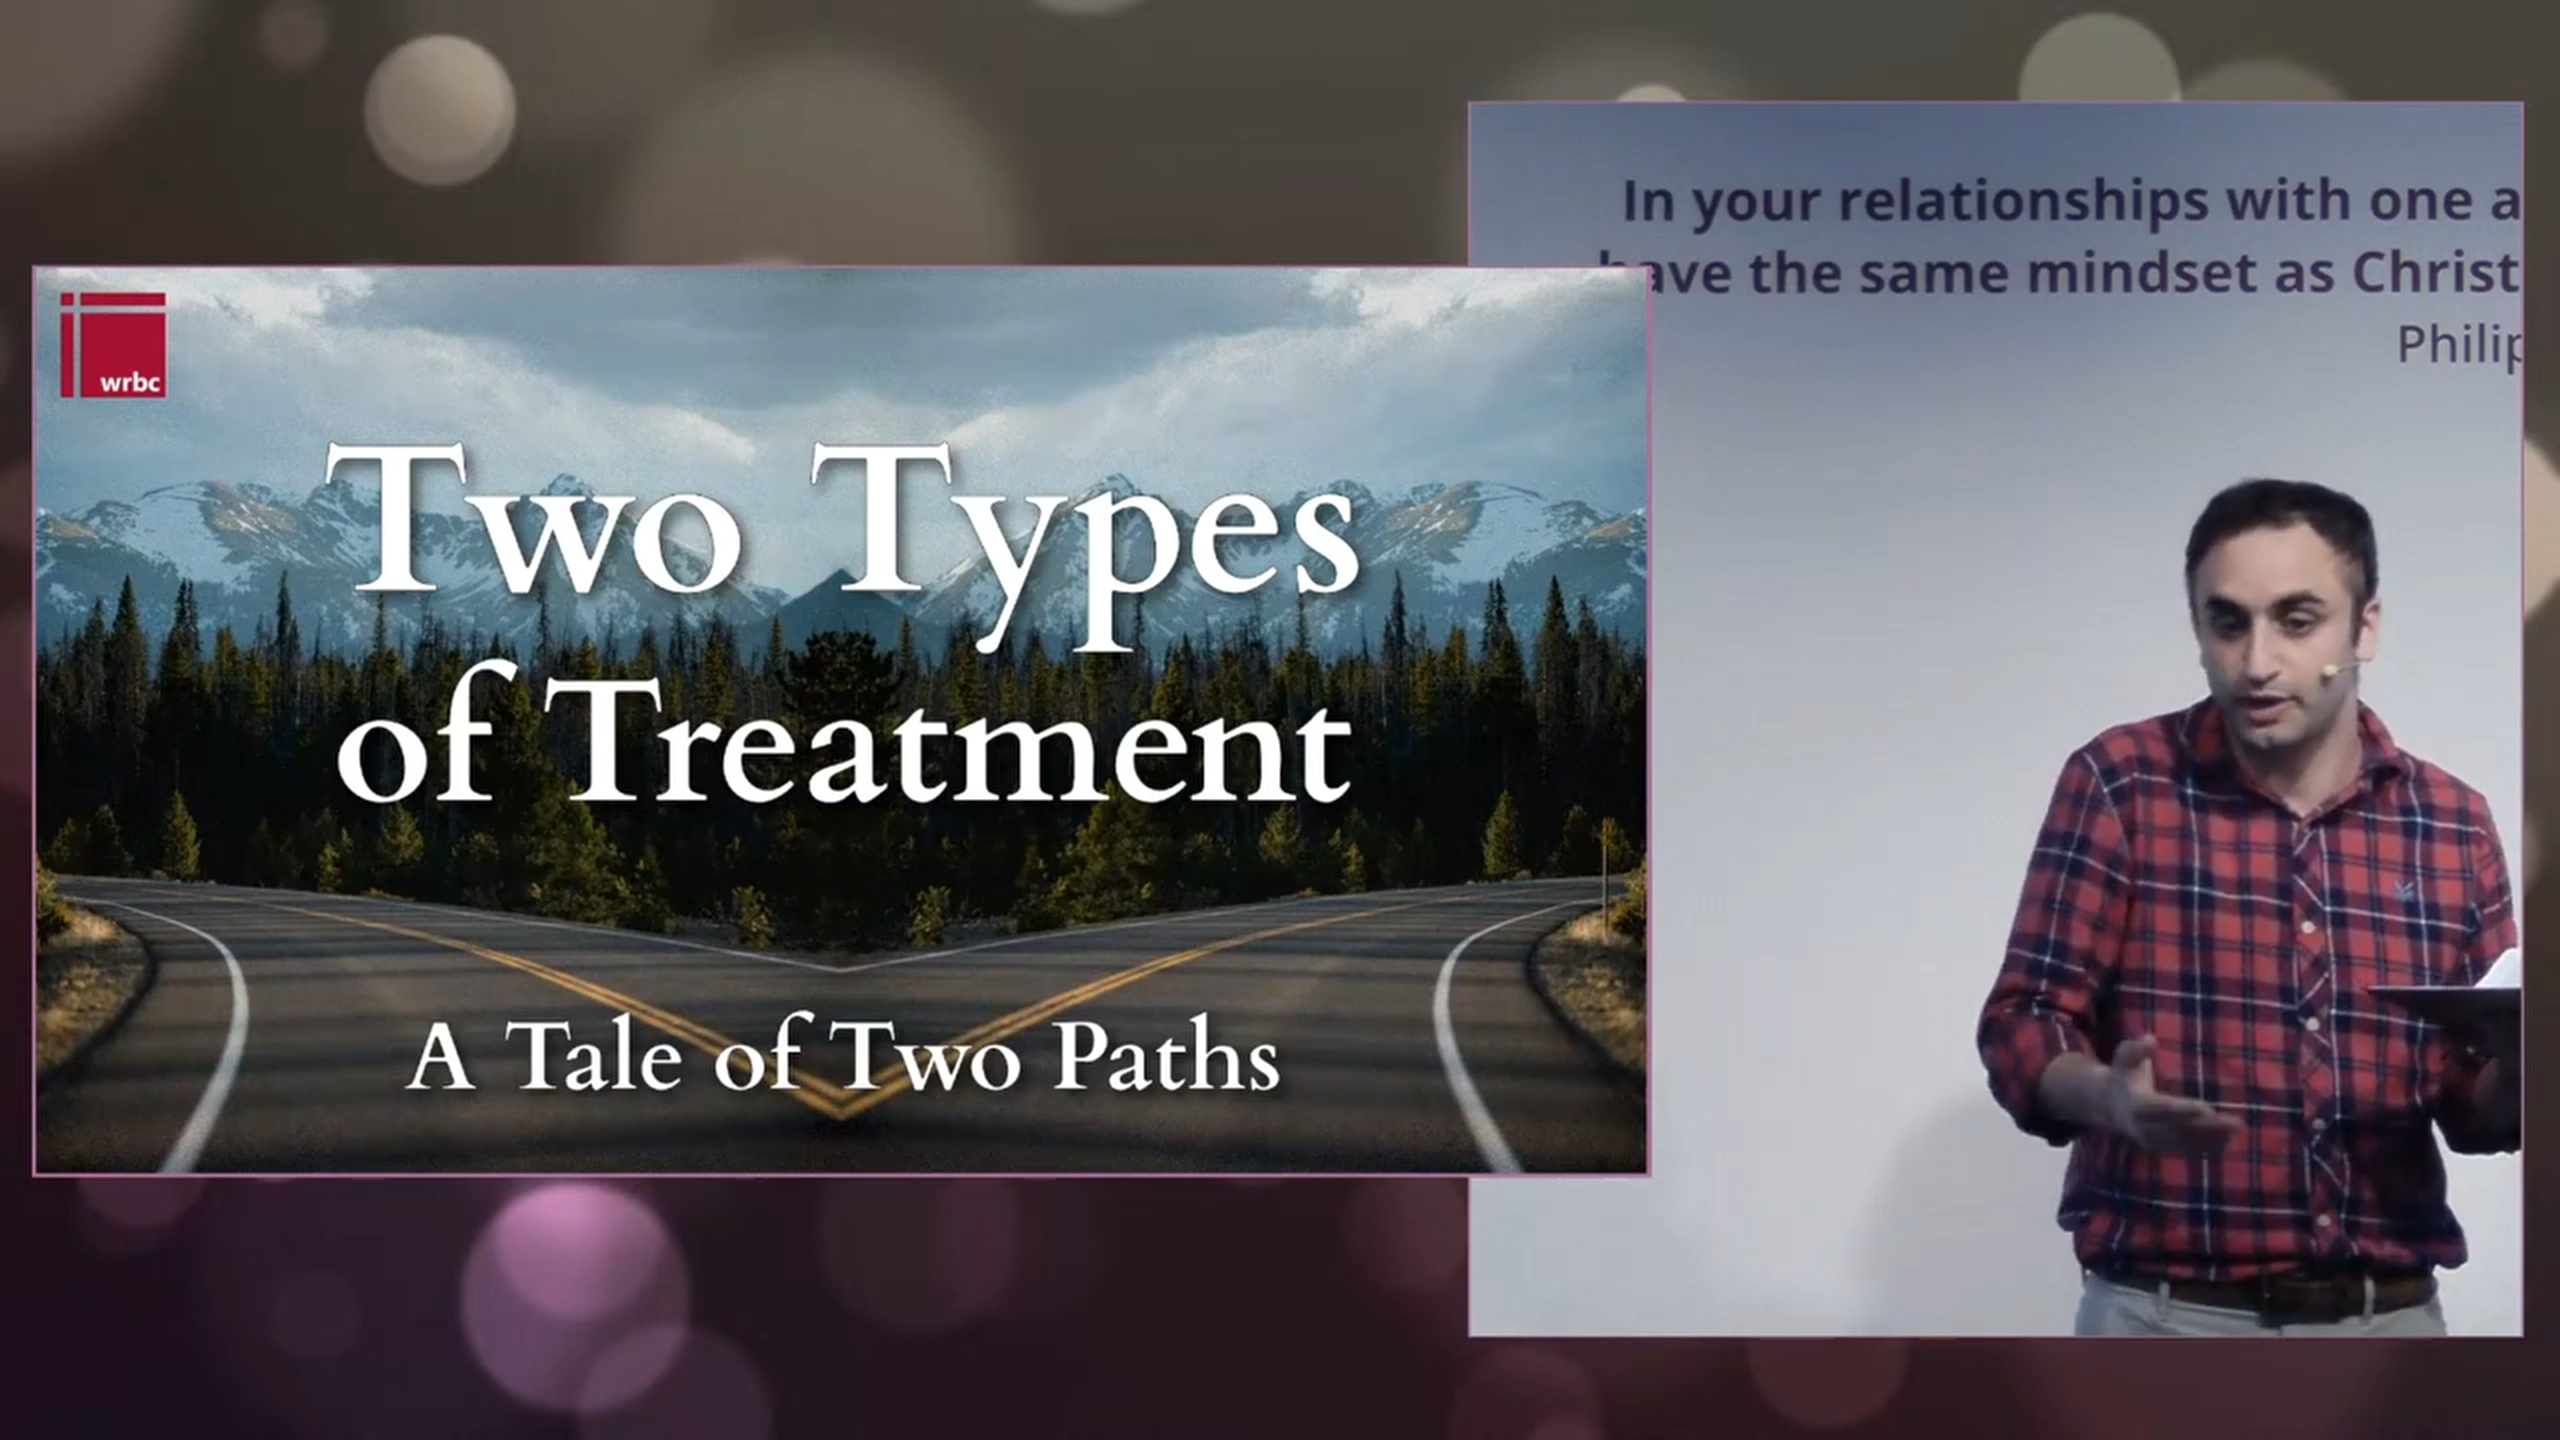 wrbc
Two Types
of Treatment
A Tale of Two Paths
In your relationships with one
have the same mindset as Christ